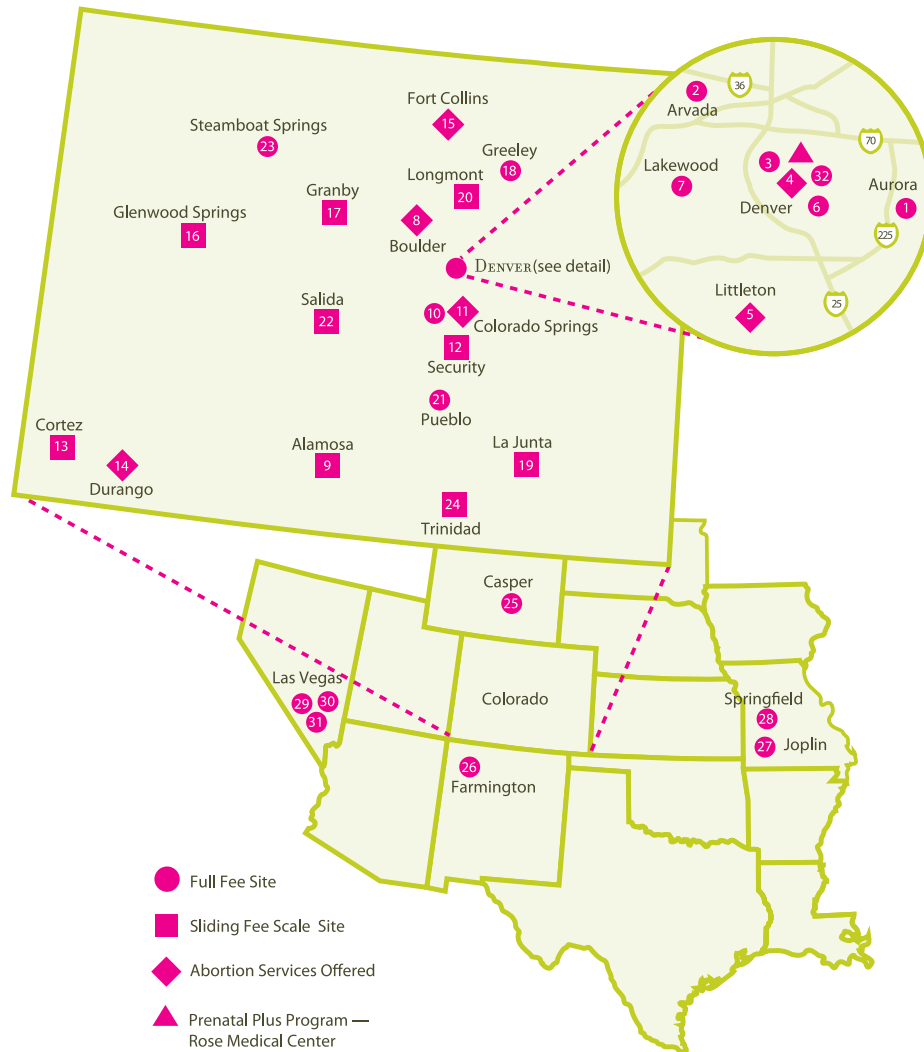 36
2
Arvada
Fort Collins
15
Steamboat Springs
23
70
Greeley
18
3
Lakewood
7
4
32
Longmont
20
Granby
17
Aurora
1
Denver
6
Glenwood Springs
16
8
Boulder
225
DENVER (see detail)
Littleton
5
25
Salida
22
10
11
Colorado Springs
12
Security
21
Pueblo
Cortez
13
14
Durango
Alamosa
9
La Junta
19
24
Trinidad
Casper
25
Las Vegas
29
30
31
Colorado
Springfield
28
27
Joplin
26
Farmington
Full Fee Site
Sliding Fee Scale Site
Abortion Services Offered
Prenatal Plus Program —
Rose Medical Center